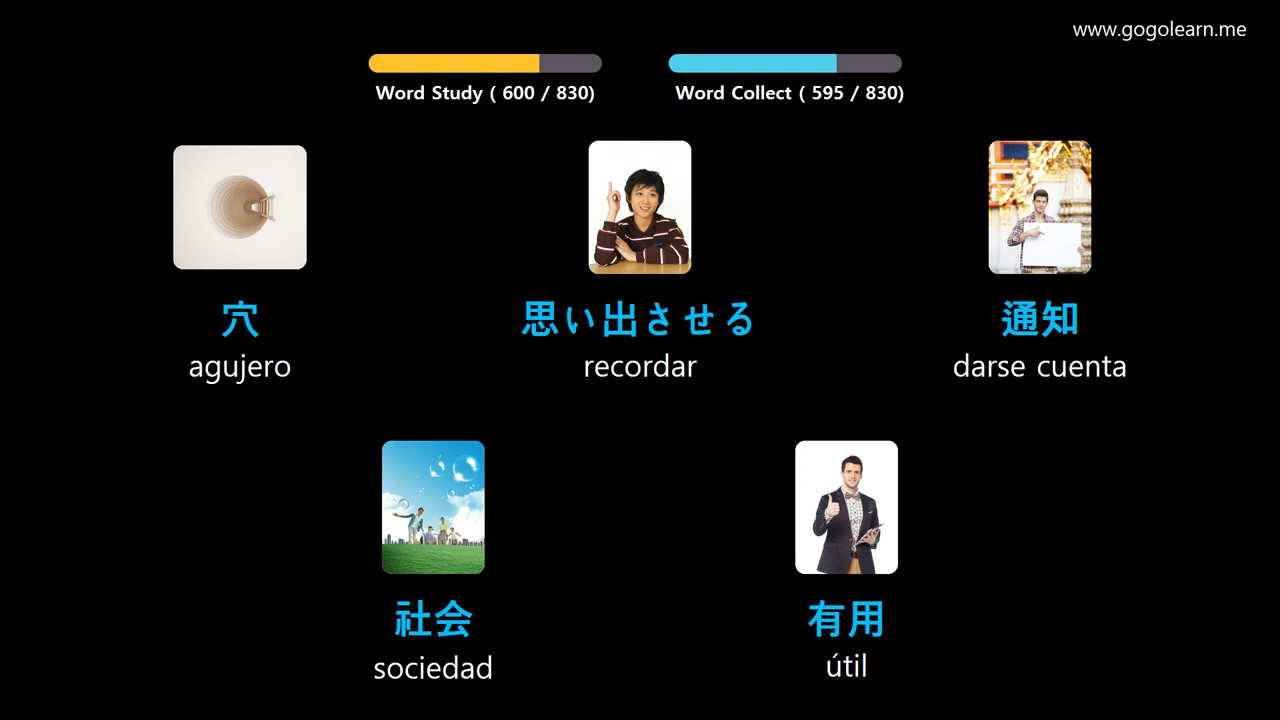 www.gogolearn.me
Word Study ( 600 / 830)
Word Collect ( 595 / 830)
穴
agujero
思い出させる
recordar
通知
darse cuenta
社会
sociedad
有用
útil